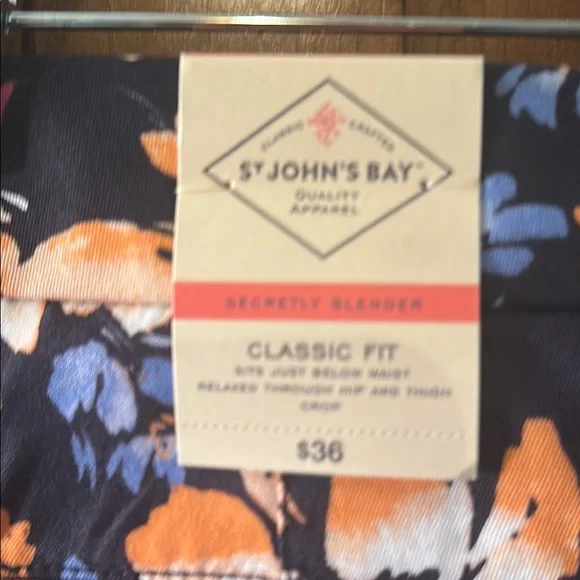 CLASSIC CRAFTED
ST JOHN'S BAY™
QUALITY
APPAREL
SECRETLY SLENDER
CLASSIC FIT
SITS JUST BELOW WAIST
RELAXED THROUGH HIP AND THIGH
CROP
$36